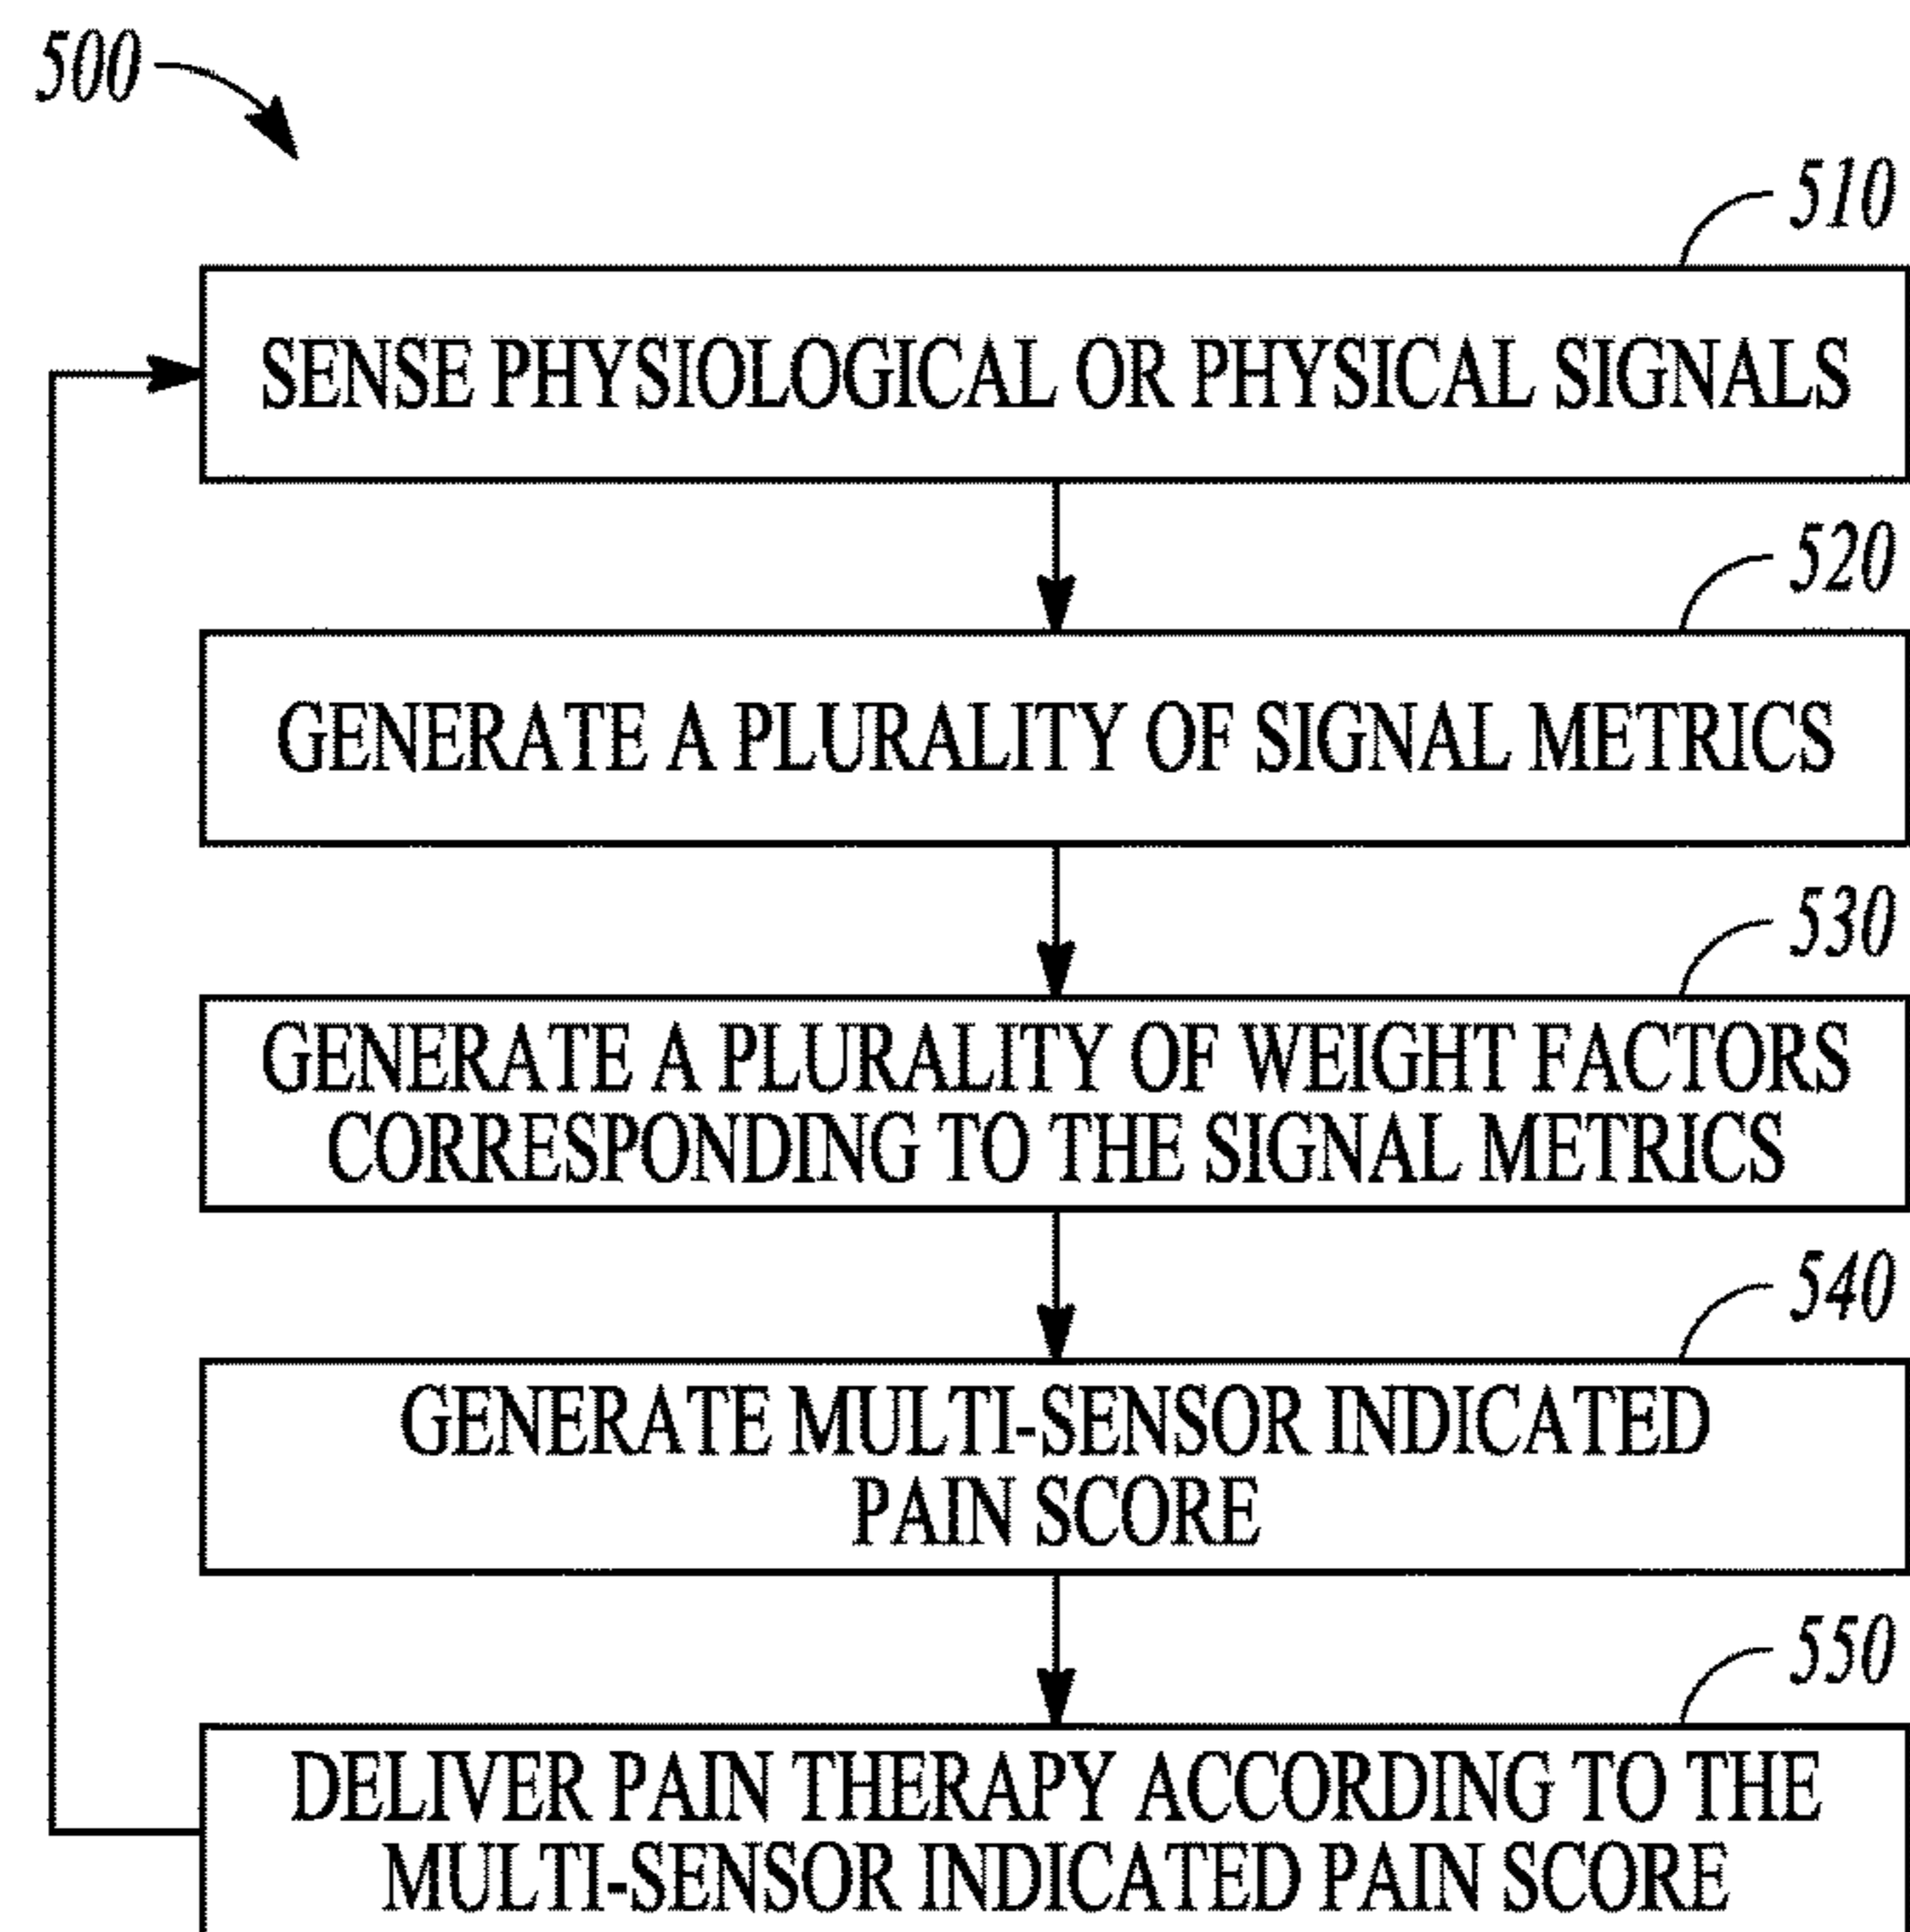 500
510
SENSE PHYSIOLOGICAL OR PHYSICAL SIGNALS
520
GENERATE A PLURALITY OF SIGNAL METRICS
530
GENERATE A PLURALITY OF WEIGHT FACTORS
CORRESPONDING TO THE SIGNAL METRICS
540
GENERATE MULTI-SENSOR INDICATED
PAIN SCORE
550
DELIVER PAIN THERAPY ACCORDING TO THE
MULTI-SENSOR INDICATED PAIN SCORE